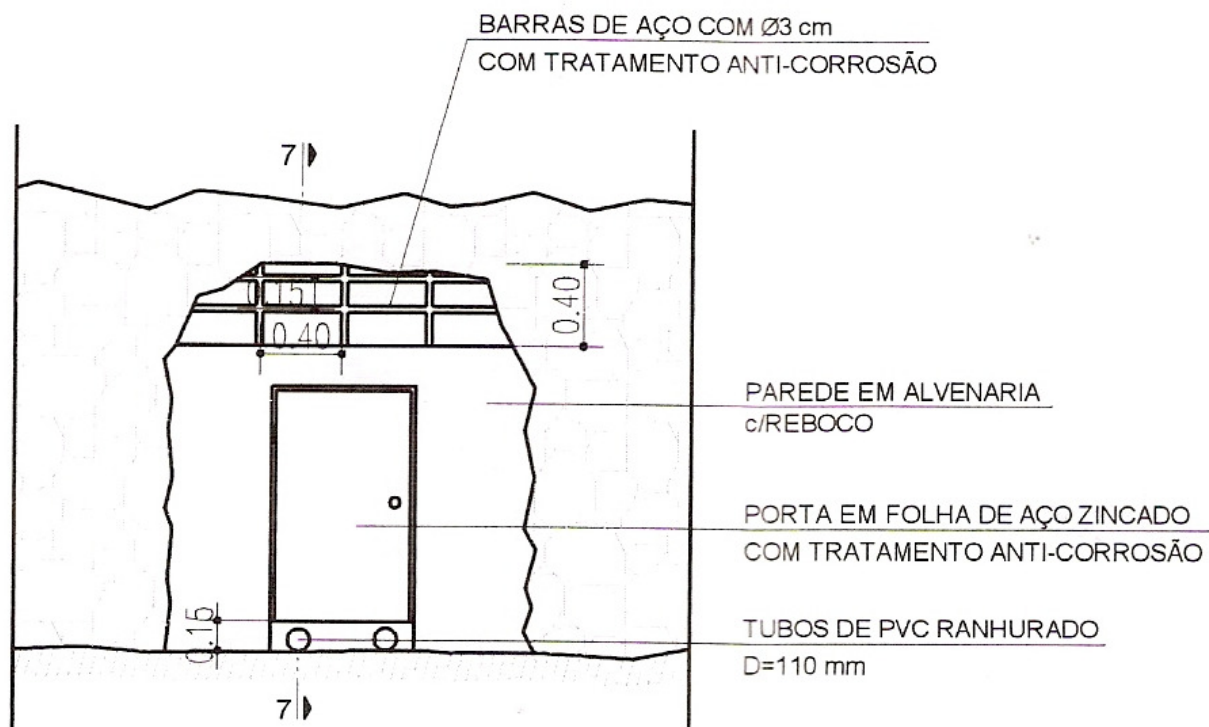 BARRAS DE AÇO COM Ø3 cm
COM TRATAMENTO ANTI-CORROSÃO
7
0.15
0.40
0.40
PAREDE EM ALVENARIA
c/REBOCO
PORTA EM FOLHA DE AÇO ZINCADO
COM TRATAMENTO ANTI-CORROSÃO
0.15
TUBOS DE PVC RANHURADO
D=110 mm
7